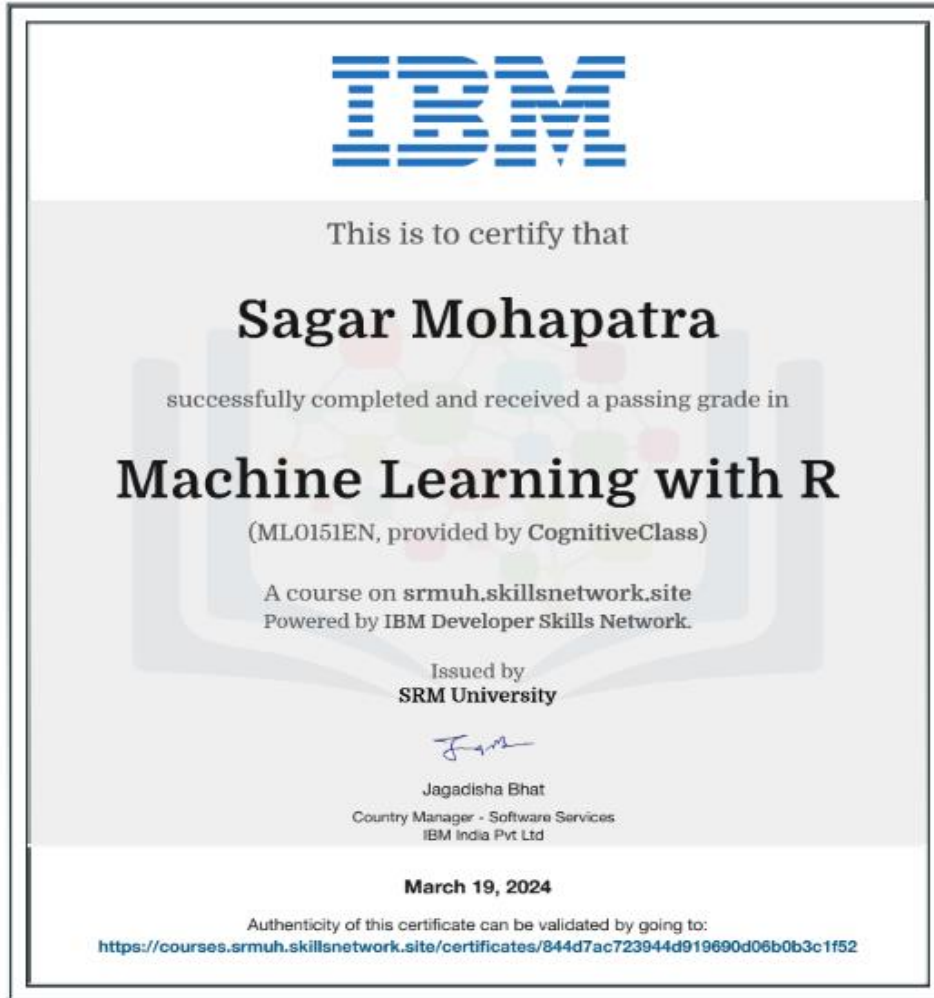 IBM
This is to certify that
Sagar Mohapatra
successfully completed and received a passing grade in
Machine Learning with R
(ML0151EN, provided by CognitiveClass)
A course on srmuh.skillsnetwork.site
Powered by IBM Developer Skills Network.
Issued by
SRM University
Jagadisha Bhat
Country Manager - Software Services
IBM India Pvt Ltd
March 19, 2024
Authenticity of this certificate can be validated by going to:
https://courses.srmuh.skillsnetwork.site/certificates/844d7ac723944d919690d06b0b3c1f52